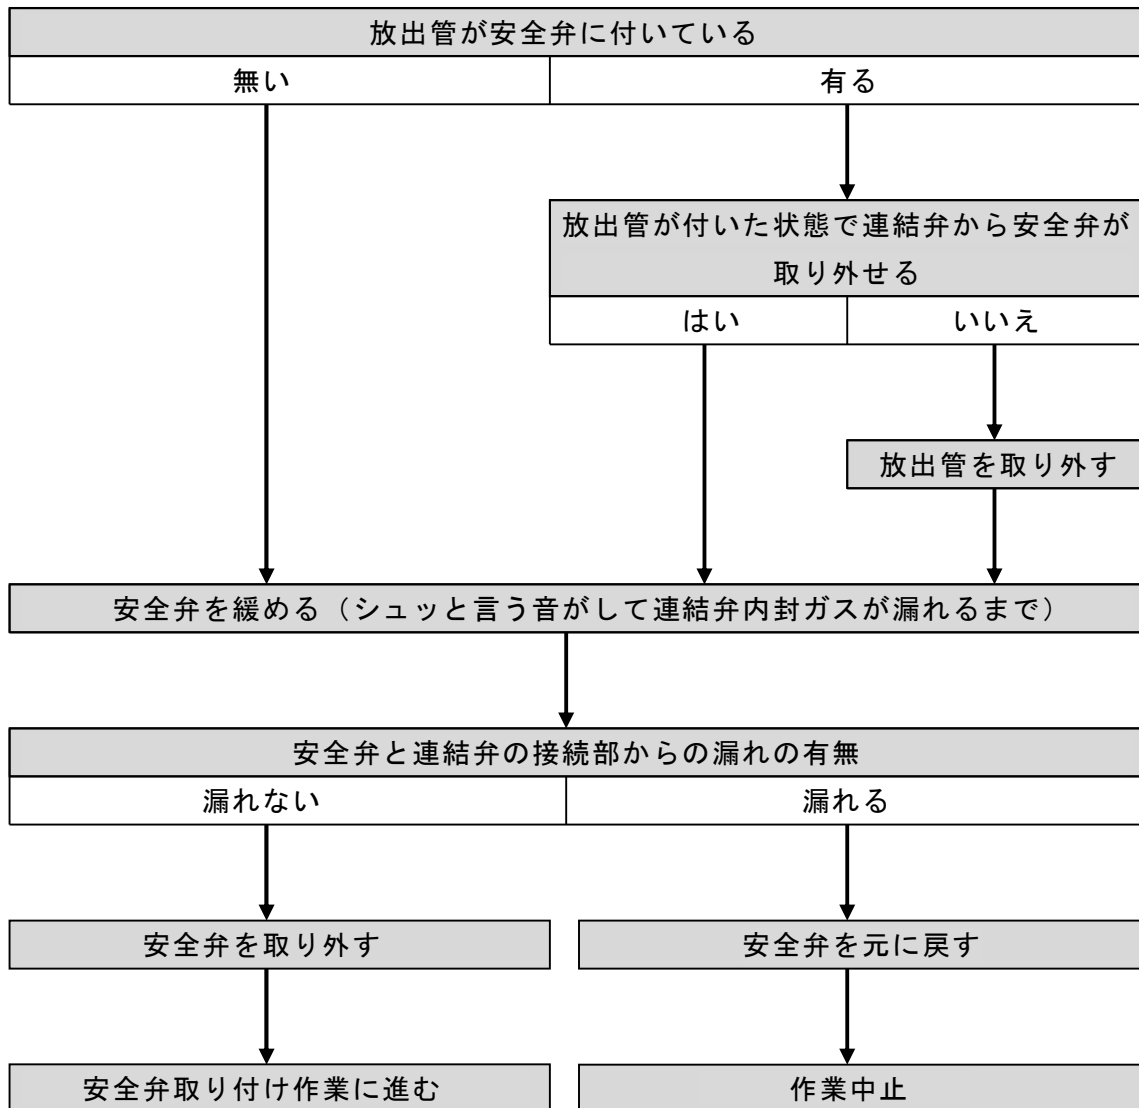 放出管が安全弁に付いている
無い
有る
放出管が付いた状態で連結弁から安全弁が
取り外せる
はい
いいえ
放出管を取り外す
安全弁を緩める（シュッと言う音がして連結弁内封ガスが漏れるまで）
安全弁と連結弁の接続部からの漏れの有無
漏れない
漏れる
安全弁を取り外す
安全弁を元に戻す
安全弁取り付け作業に進む
作業中止